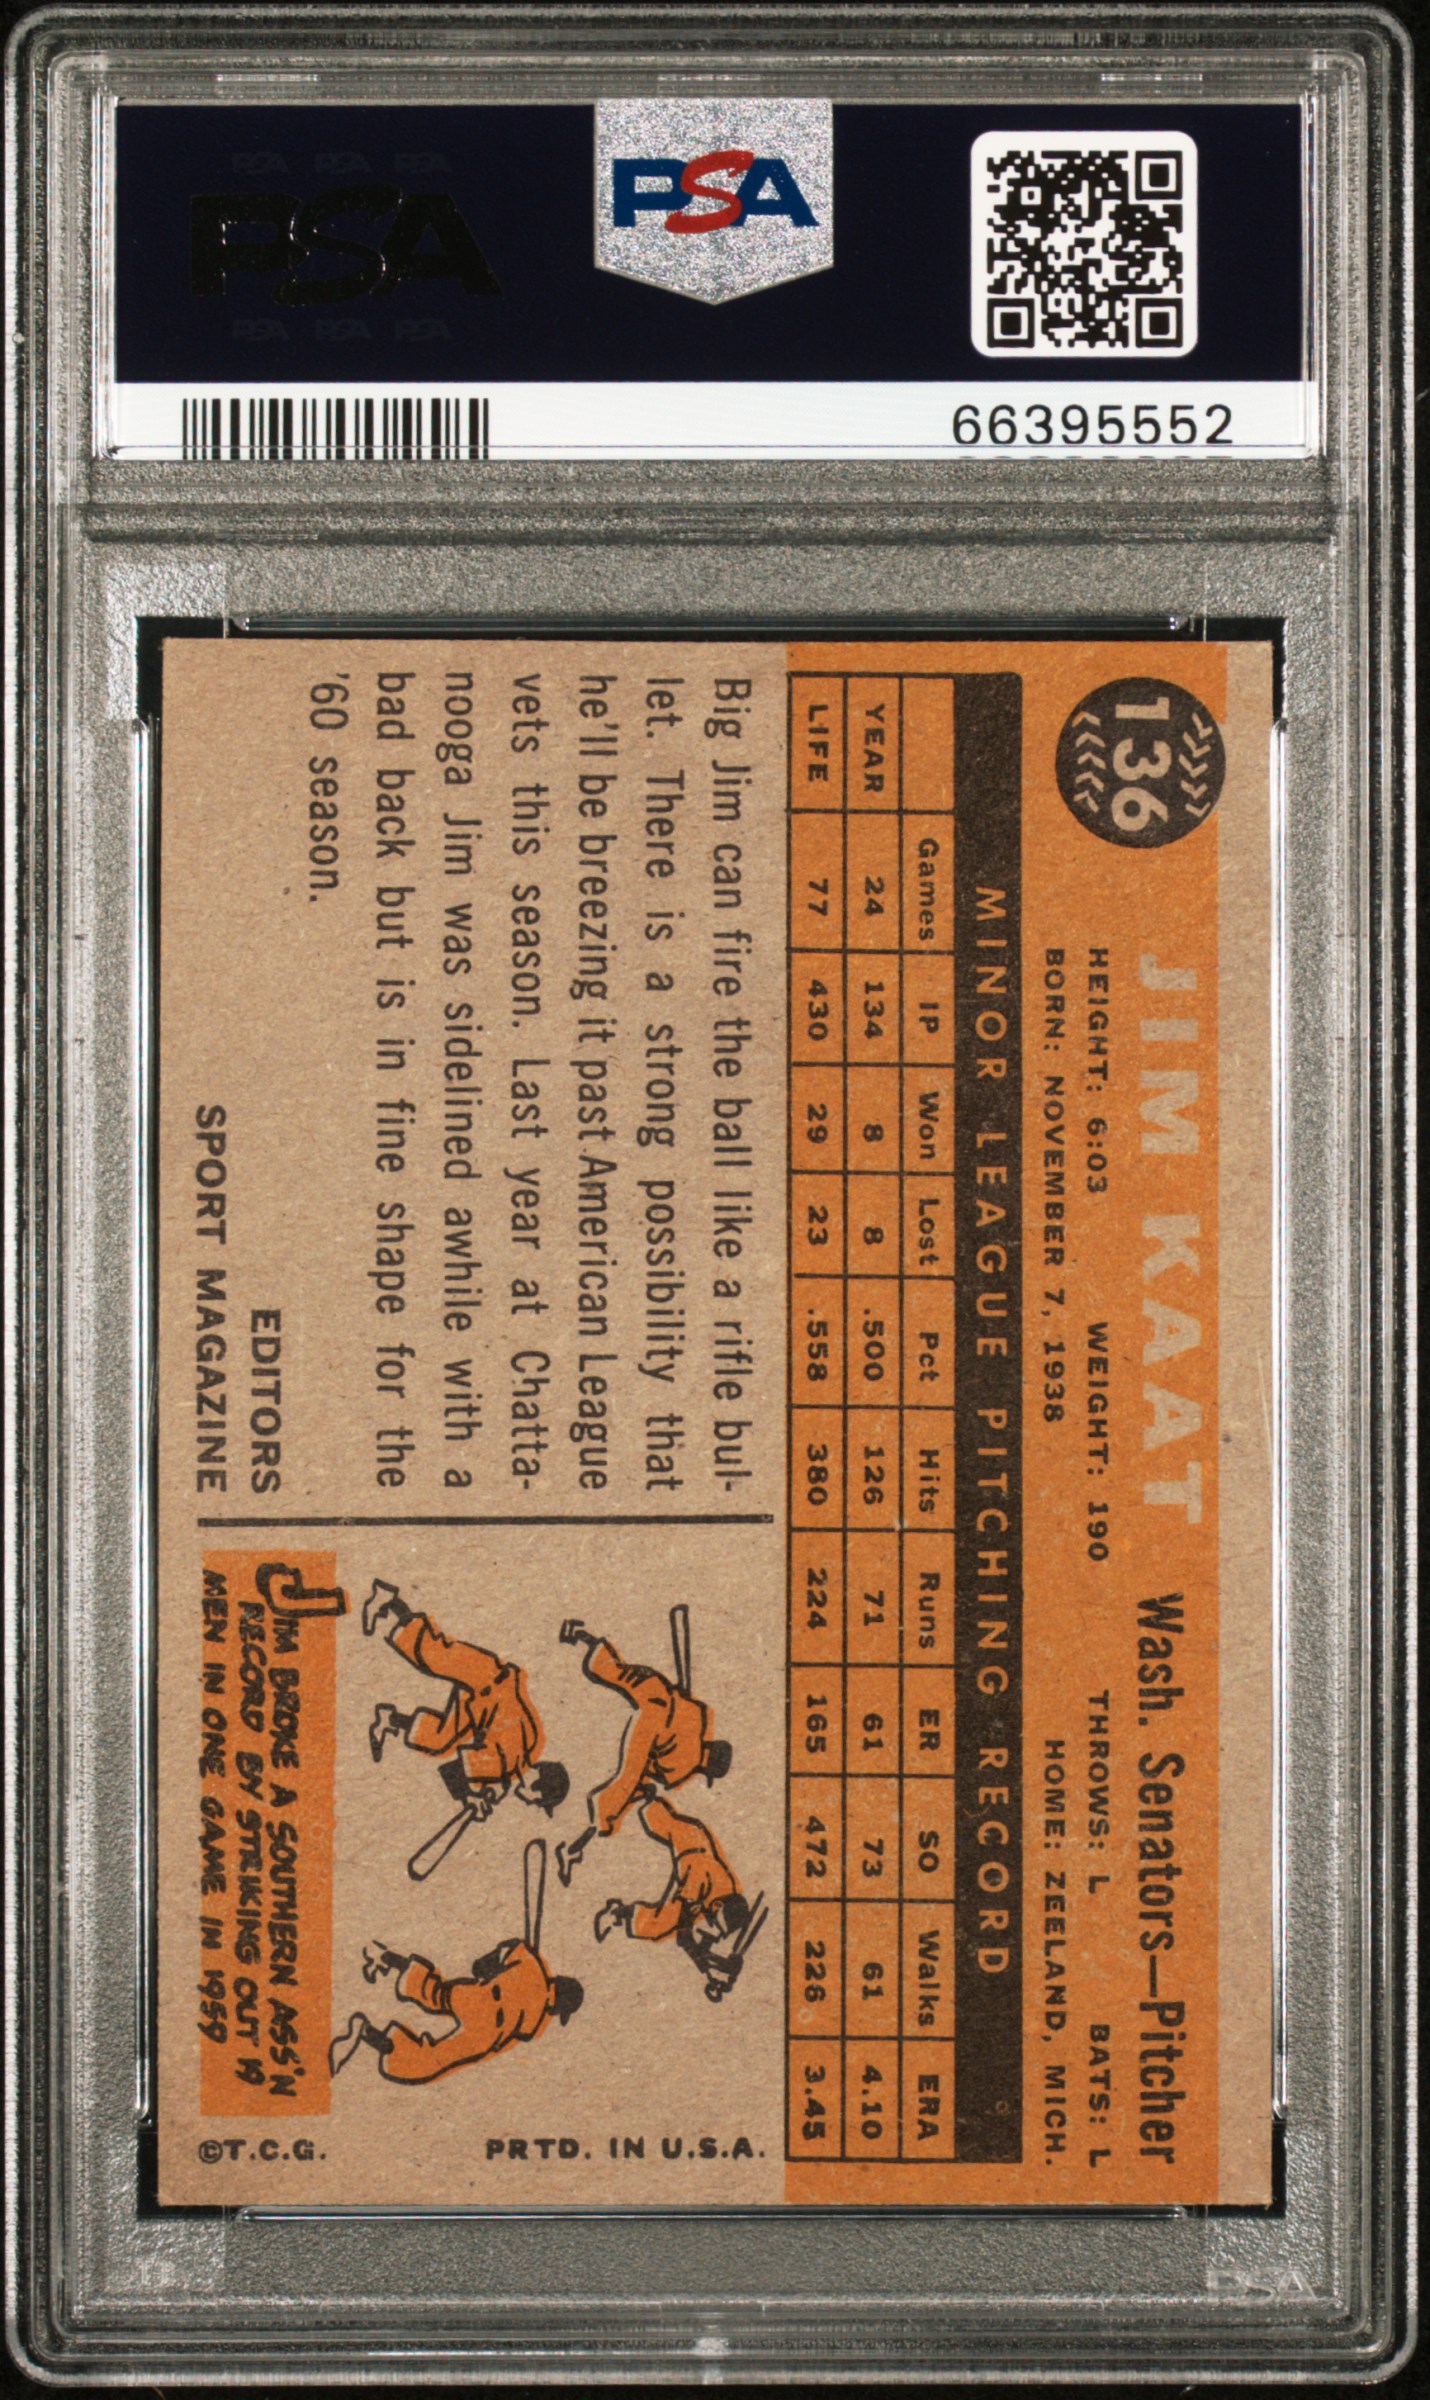 PSA
PSA
66395552
136
JIM KAAT Wash. Senators—Pitcher
HEIGHT: 6:03 WEIGHT: 190 THROWS: L BATS: L
BORN: NOVEMBER 7, 1938 HOME: ZEELAND, MICH.
MINOR LEAGUE PITCHING RECORD
Games IP Won Lost Pct Hits Runs ER SO Walks ERA
YEAR 24 134 8 8 .500 126 71 61 73 61 4.10
LIFE 77 430 29 23 .558 380 224 165 472 226 3.45
Big Jim can fire the ball like a rifle bul-
let. There is a strong possibility that
he'll be breezing it past American League
vets this season. Last year at Chatta-
nooga Jim was sidelined awhile with a
bad back but is in fine shape for the
'60 season.
EDITORS
SPORT MAGAZINE
JIM BROKE A SOUTHERN ASS'N
RECORD BY STRIKING OUT 19
MEN IN ONE GAME IN 1959
PRTD. IN U.S.A.
©T.C.G.
PSA